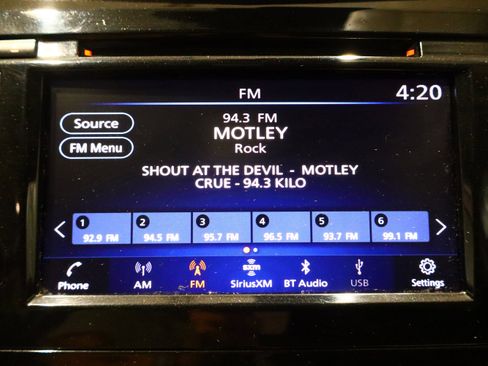 FM
4:20
Source
94.3 FM
MOTLEY
FM Menu
Rock
SHOUT AT THE DEVIL - MOTLEY
CRUE - 94.3 KILO
1 2 3 4 5 6
92.9 FM 94.5 FM 95.7 FM 96.5 FM 93.7 FM 99.1 FM
SXM
Phone AM FM SiriusXM BT Audio USB Settings